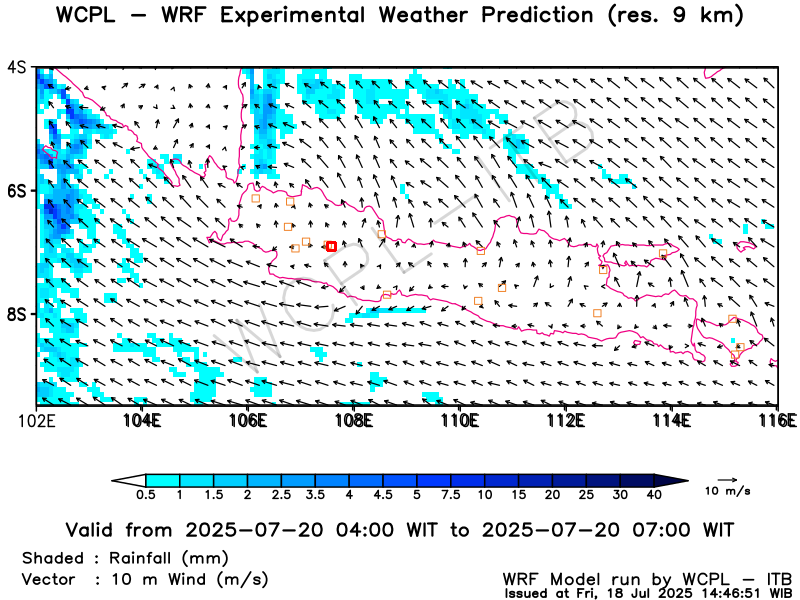 WCPL – WRF Experimental Weather Prediction (res. 9 km)
4S
6S
8S
102E 104E 106E 108E 110E 112E 114E 116E
WCPL-ITB
0.5 1 1.5 2 2.5 3.5 4 4.5 5 7.5 10 15 20 25 30 40
10 m/s
Valid from 2025-07-20 04:00 WIT to 2025-07-20 07:00 WIT
Shaded : Rainfall (mm)
Vector : 10 m Wind (m/s)
WRF Model run by WCPL – ITB
Issued at Fri, 18 Jul 2025 14:46:51 WIB